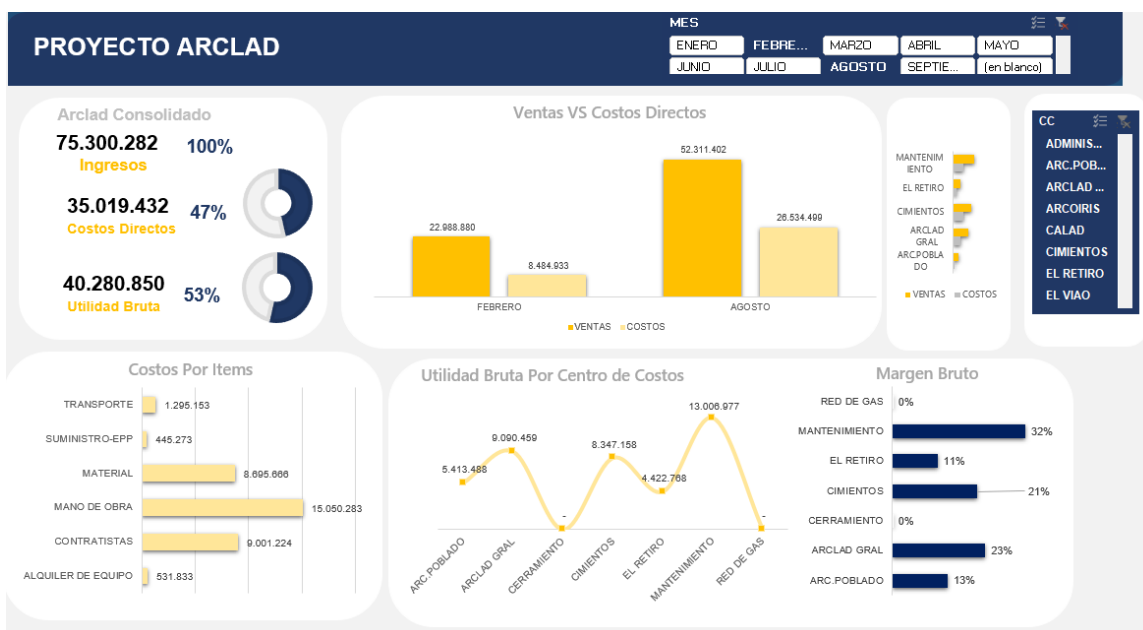 PROYECTO ARCLAD
MES
ENERO
FEBRE...
MARZO
ABRIL
MAYO
JUNIO
JULIO
AGOSTO
SEPTIE...
(en blanco)
Arclad Consolidado
75.300.282
100%
Ingresos
35.019.432
47%
Costos Directos
40.280.850
53%
Utilidad Bruta
Ventas VS Costos Directos
52.311.402
26.534.499
22.988.880
8.484.933
FEBRERO
AGOSTO
VENTAS
COSTOS
MANTENIM
IENTO
EL RETIRO
CIMIENTOS
ARCLAD
GRAL
ARC.POBLA
DO
VENTAS
COSTOS
CC
ADMINIS...
ARC.POB...
ARCLAD ...
ARCOIRIS
CALAD
CIMIENTOS
EL RETIRO
EL VIAO
Costos Por Items
TRANSPORTE
1.295.153
SUMINISTRO-EPP
445.273
MATERIAL
8.695.666
MANO DE OBRA
15.050.283
CONTRATISTAS
9.001.224
ALQUILER DE EQUIPO
531.833
Utilidad Bruta Por Centro de Costos
5.413.488
9.090.459
-
8.347.158
4.422.768
13.006.977
-
ARC.POBLADO
ARCLAD GRAL
CERRAMIENTO
CIMIENTOS
EL RETIRO
MANTENIMIENTO
RED DE GAS
Margen Bruto
RED DE GAS
0%
MANTENIMIENTO
32%
EL RETIRO
11%
CIMIENTOS
21%
CERRAMIENTO
0%
ARCLAD GRAL
23%
ARC.POBLADO
13%